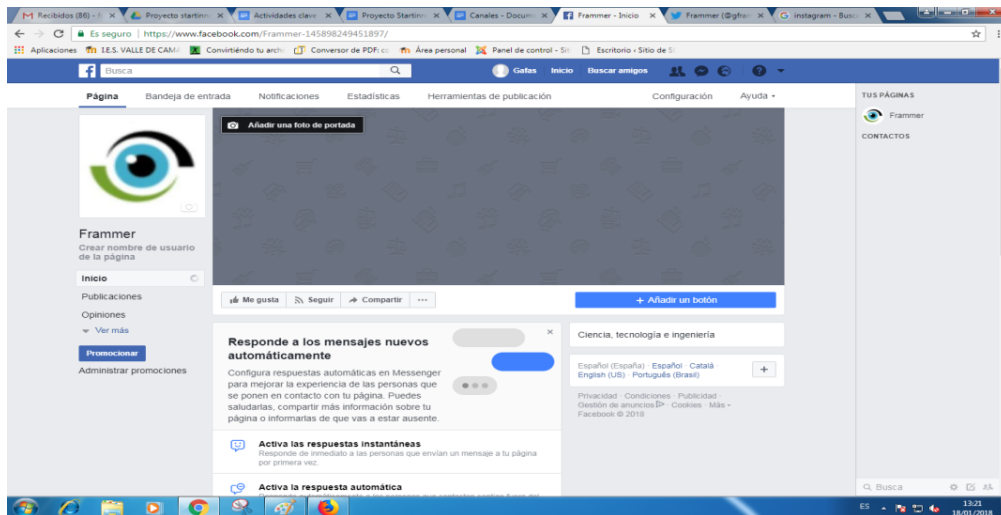 Recibidos (86) - 
Proyecto startinn
Actividades clave
Proyecto Startinn
Canales - Docum
Frammer - Inicio
Frammer (@gfra
instagram - Busc
Es seguro | https://www.facebook.com/Frammer-145898249451897/
Aplicaciones
I.E.S. VALLE DE CAMA
Convirtiéndo tu archi
Conversor de PDF: co
Área personal
Panel de control - Sit
Escritorio - Sitio de S
Busca
Gafas
Inicio
Buscar amigos
Página
Bandeja de entrada
Notificaciones
Estadísticas
Herramientas de publicación
Configuración
Ayuda
TUS PÁGINAS
Frammer
CONTACTOS
Añadir una foto de portada
Frammer
Crear nombre de usuario
de la página
Inicio
Publicaciones
Opiniones
Ver más
Promocionar
Administrar promociones
Me gusta
Seguir
Compartir
+ Añadir un botón
Responde a los mensajes nuevos
automáticamente
Configura respuestas automáticas en Messenger
para mejorar la experiencia de las personas que
se ponen en contacto con tu página. Puedes
saludarlas, compartir más información sobre tu
página o informarlas de que vas a estar ausente.
Activa las respuestas instantáneas
Responde de inmediato a las personas que envían un mensaje a tu página
por primera vez.
Activa la respuesta automática
Ciencia, tecnología e ingeniería
Español (España) · Español · Català ·
English (US) · Português (Brasil)
Privacidad · Condiciones · Publicidad ·
Gestión de anuncios · Cookies · Más
Facebook © 2018
Busca
ES
13:21
18/01/2018